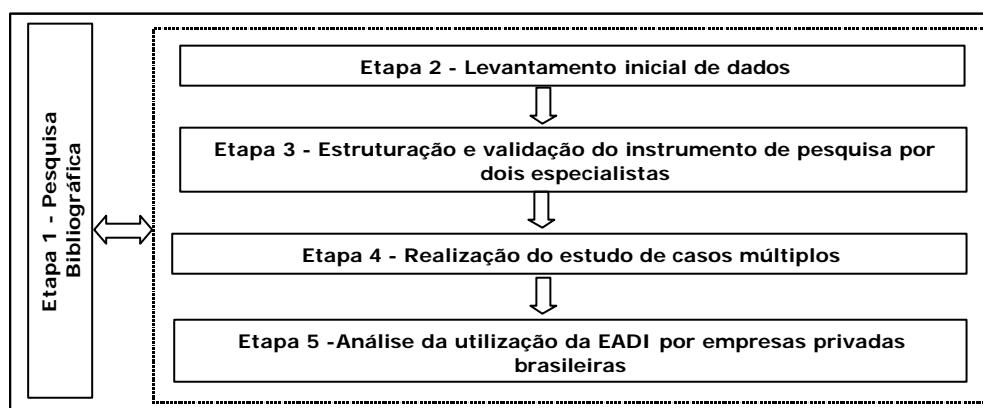 Etapa 1 - Pesquisa
Bibliográfica
Etapa 2 - Levantamento inicial de dados
Etapa 3 - Estruturação e validação do instrumento de pesquisa por
dois especialistas
Etapa 4 - Realização do estudo de casos múltiplos
Etapa 5 -Análise da utilização da EADI por empresas privadas
brasileiras